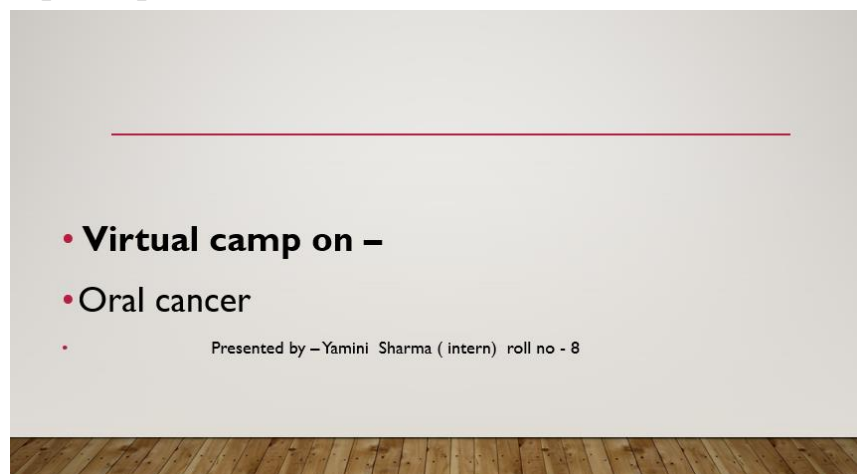 • Virtual camp on –
• Oral cancer
• Presented by – Yamini Sharma ( intern) roll no - 8